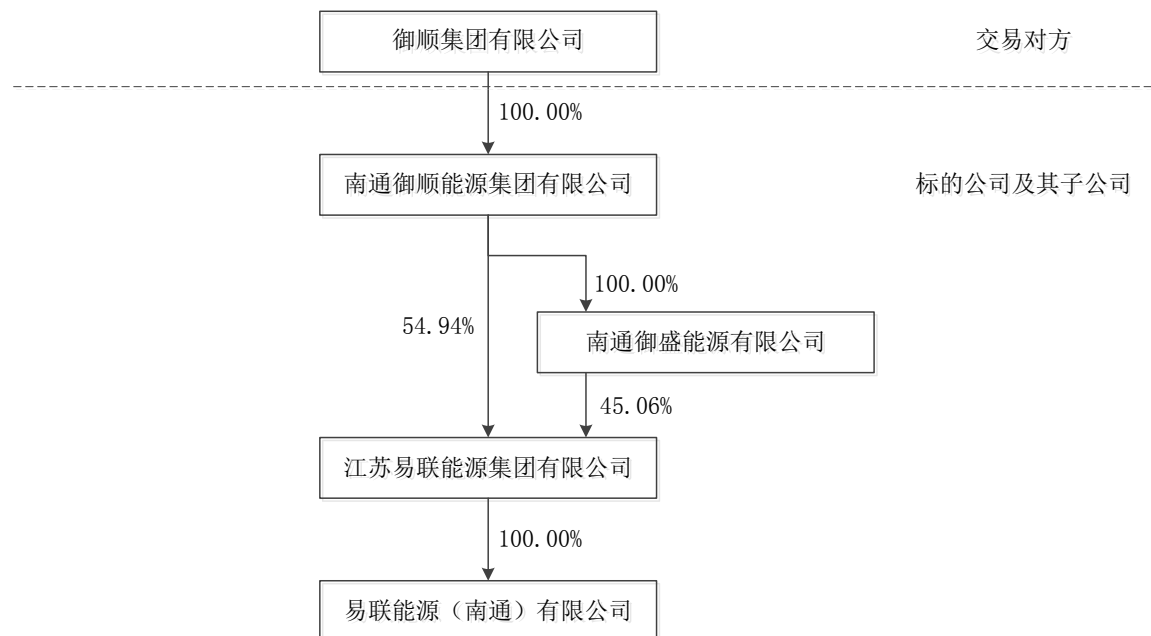 御顺集团有限公司
交易对方
100.00%
南通御顺能源集团有限公司
标的公司及其子公司
100.00%
54.94%
南通御盛能源有限公司
45.06%
江苏易联能源集团有限公司
100.00%
易联能源（南通）有限公司